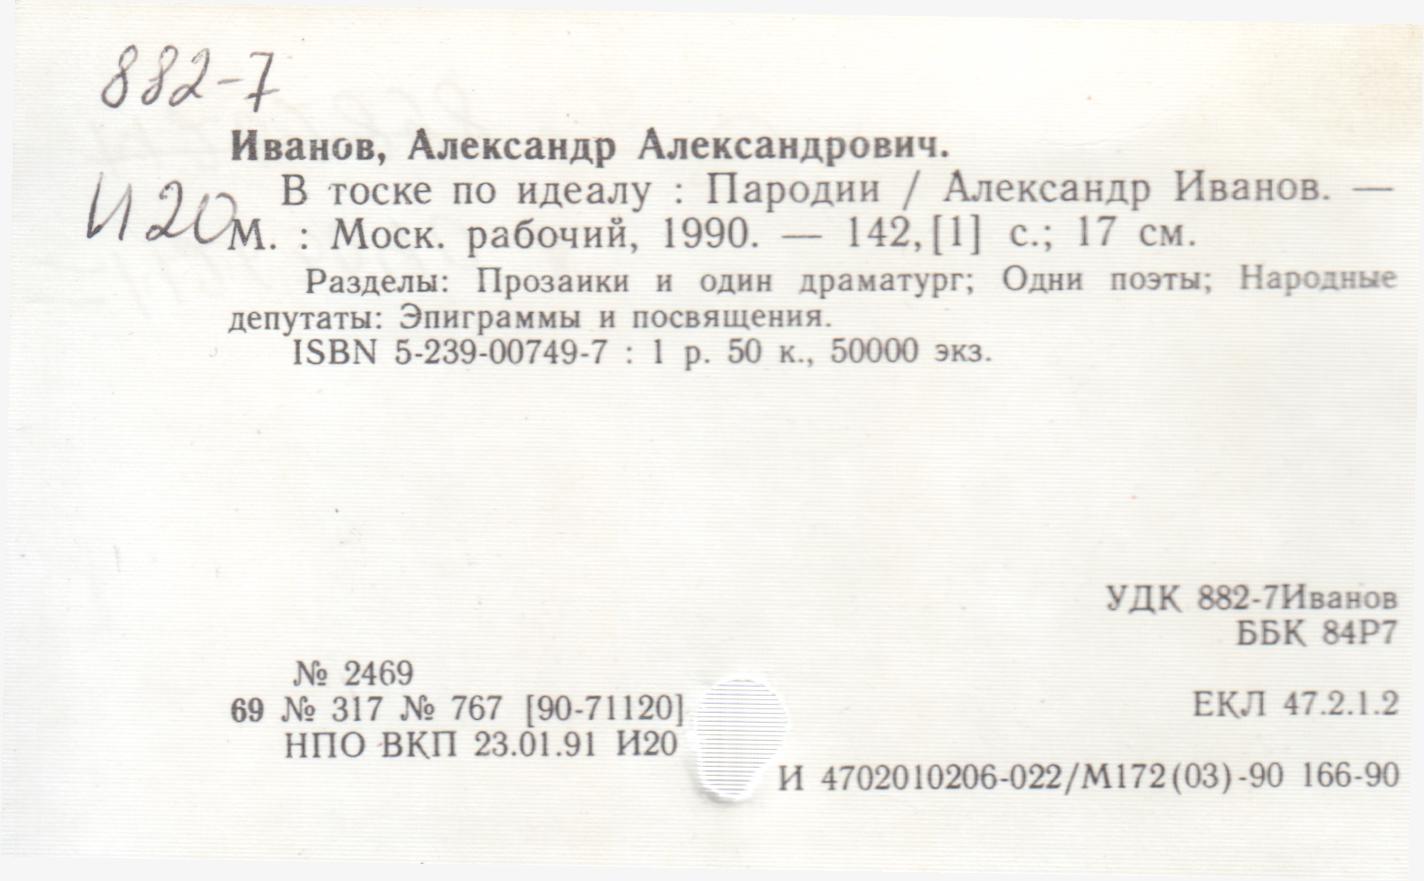 882-7
Иванов, Александр Александрович.
В тоске по идеалу : Пародии / Александр Иванов. —
И 20
М. : Моск. рабочий, 1990. — 142,[1] с.; 17 см.
Разделы: Прозаики и один драматург; Одни поэты; Народные
депутаты: Эпиграммы и посвящения.
ISBN 5-239-00749-7 : 1 р. 50 к., 50000 экз.
УДК 882-7Иванов
ББК 84Р7
№ 2469
69 № 317 № 767 [90-71120]
ЕКЛ 47.2.1.2
НПО ВКП 23.01.91 И20
И 4702010206-022/М172(03)-90 166-90